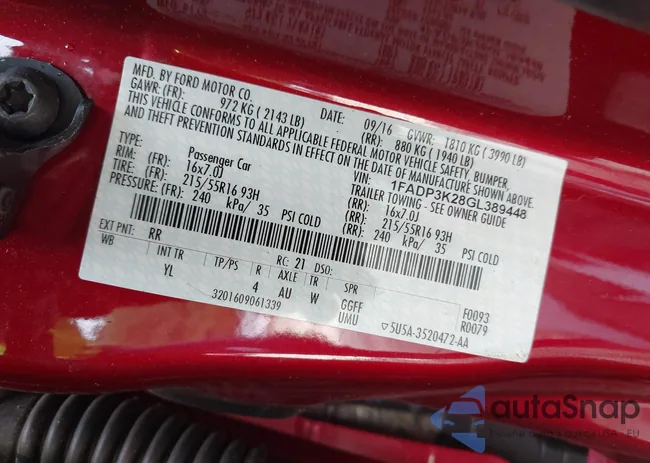 MFD. BY FORD MOTOR CO.
DATE: 09/16 GVWR: 1810 KG ( 3990 LB)
GAWR: (FR): 972 KG ( 2143 LB) (RR): 880 KG ( 1940 LB)
THIS VEHICLE CONFORMS TO ALL APPLICABLE FEDERAL MOTOR VEHICLE SAFETY, BUMPER,
AND THEFT PREVENTION STANDARDS IN EFFECT ON THE DATE OF MANUFACTURE SHOWN ABOVE.
VIN: 1FADP3K28GL389448
TYPE: Passenger Car TRAILER TOWING - SEE OWNER GUIDE
RIM: (FR): 16x7.0J (RR): 16x7.0J
TIRE: (FR): 215/55R16 93H (RR): 215/55R16 93H
PRESSURE: (FR): 240 kPa/ 35 PSI COLD (RR): 240 kPa/ 35 PSI COLD
EXT PNT: RR RC: 21 DSO:
WB INT TR TP/PS R AXLE TR SPR
YL 4 AU W GGFF F0093
UMU R0079
3201609061339
5U5A-3520472-AA
autaSnap